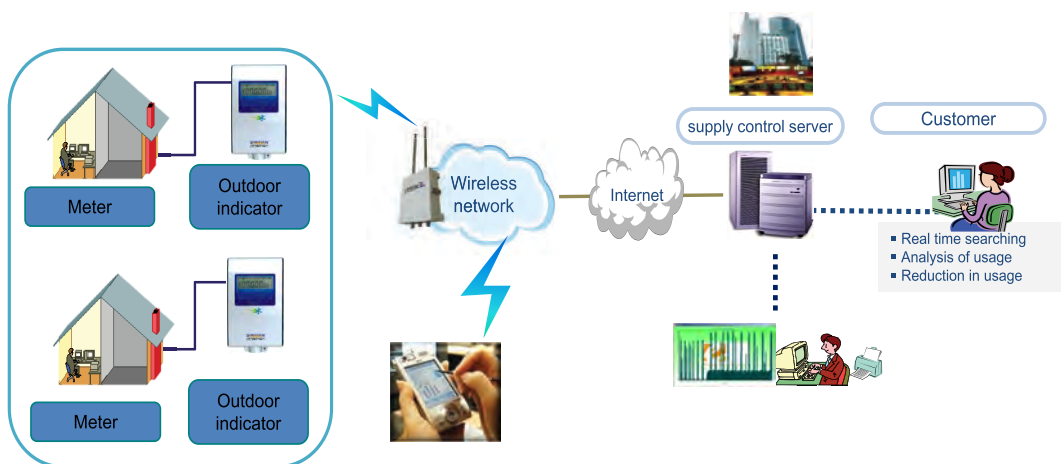 Meter
Outdoor
indicator
Meter
Outdoor
indicator
Wireless
network
Internet
supply control server
Customer
▪ Real time searching
▪ Analysis of usage
▪ Reduction in usage